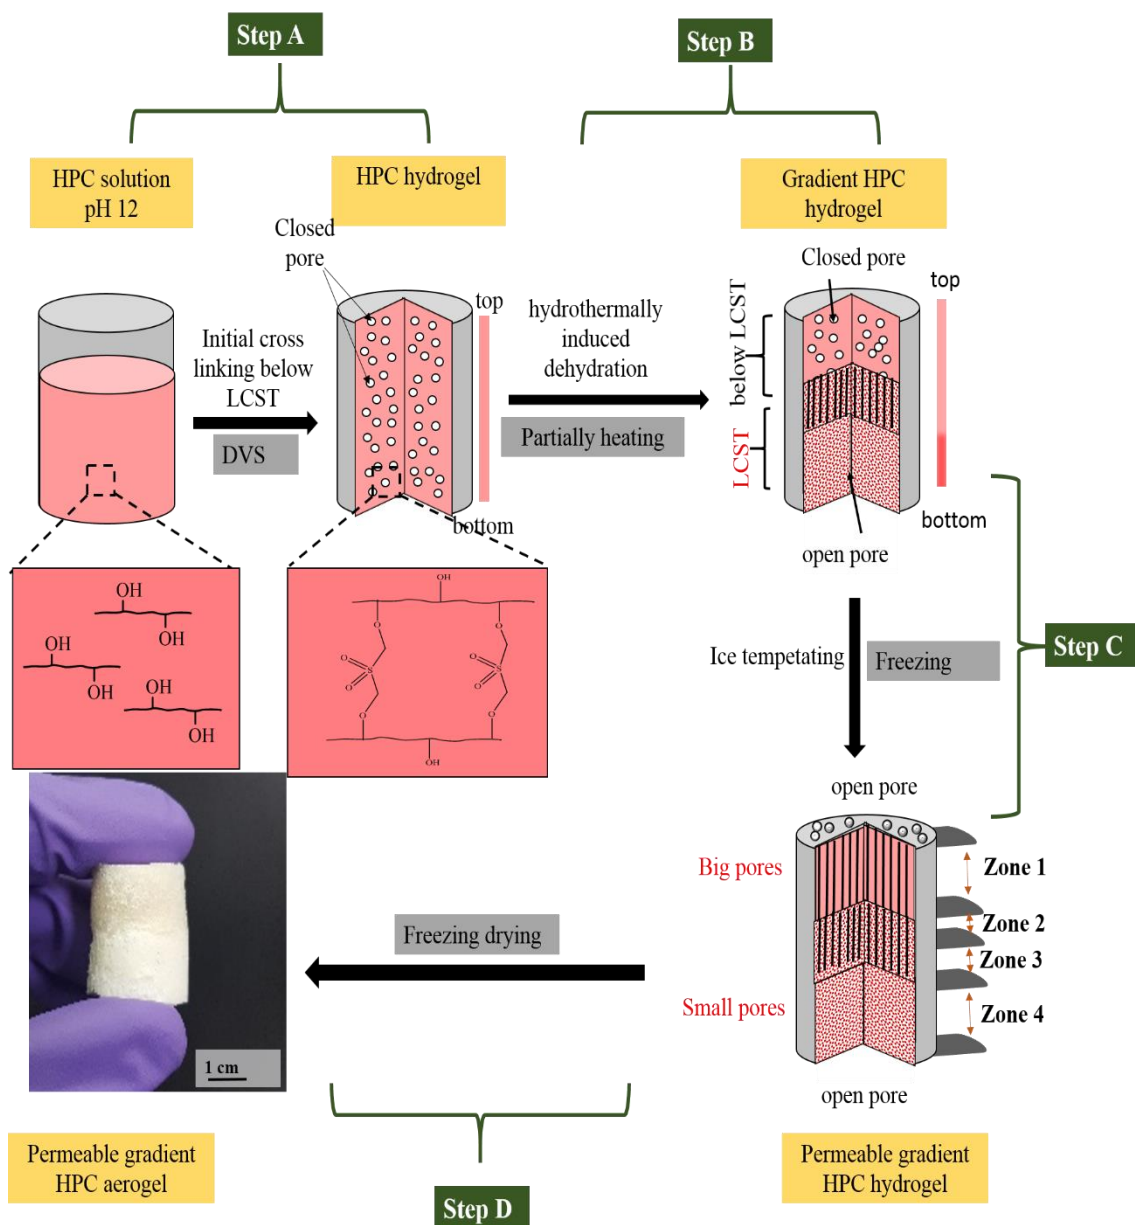 Step A
Step B
HPC solution
pH 12
HPC hydrogel
Gradient HPC
hydrogel
Closed
pore
top
Initial cross
linking below
LCST
DVS
bottom
hydrothermally
induced
dehydration
Partially heating
Closed pore
top
below LCST
LCST
bottom
open pore
OH
OH
OH
OH
OH
OH
OH
O
O
O
S
O
O
S
O
O
O
OH
Ice tempetating
Freezing
Step C
open pore
Big pores
Small pores
Zone 1
Zone 2
Zone 3
Zone 4
open pore
Freezing drying
1 cm
Permeable gradient
HPC aerogel
Step D
Permeable gradient
HPC hydrogel